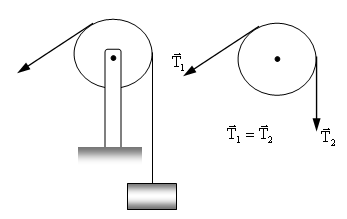 T⃗₁
T⃗₁ = T⃗₂
T⃗₂